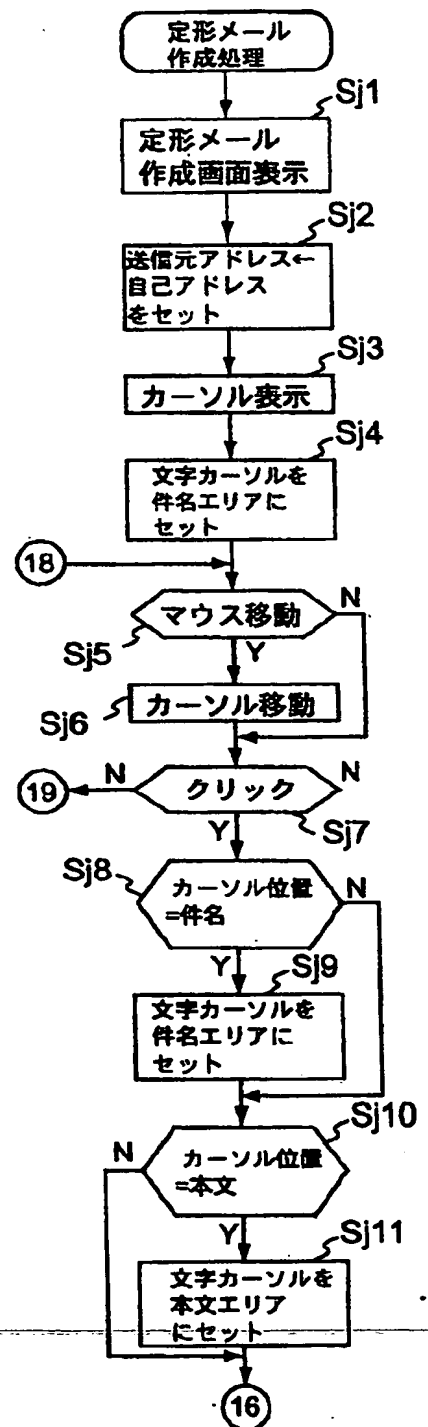 定形メール
作成処理
Sj1
定形メール
作成画面表示
Sj2
送信元アドレス←
自己アドレス
をセット
Sj3
カーソル表示
Sj4
文字カーソルを
件名エリアに
セット
18
マウス移動
N
Sj5
Y
カーソル移動
Sj6
N
クリック
N
19
Sj7
Y
Sj8
カーソル位置
=件名
N
Y
Sj9
文字カーソルを
件名エリアに
セット
Sj10
N
カーソル位置
=本文
Y
Sj11
文字カーソルを
本文エリア
にセット
16